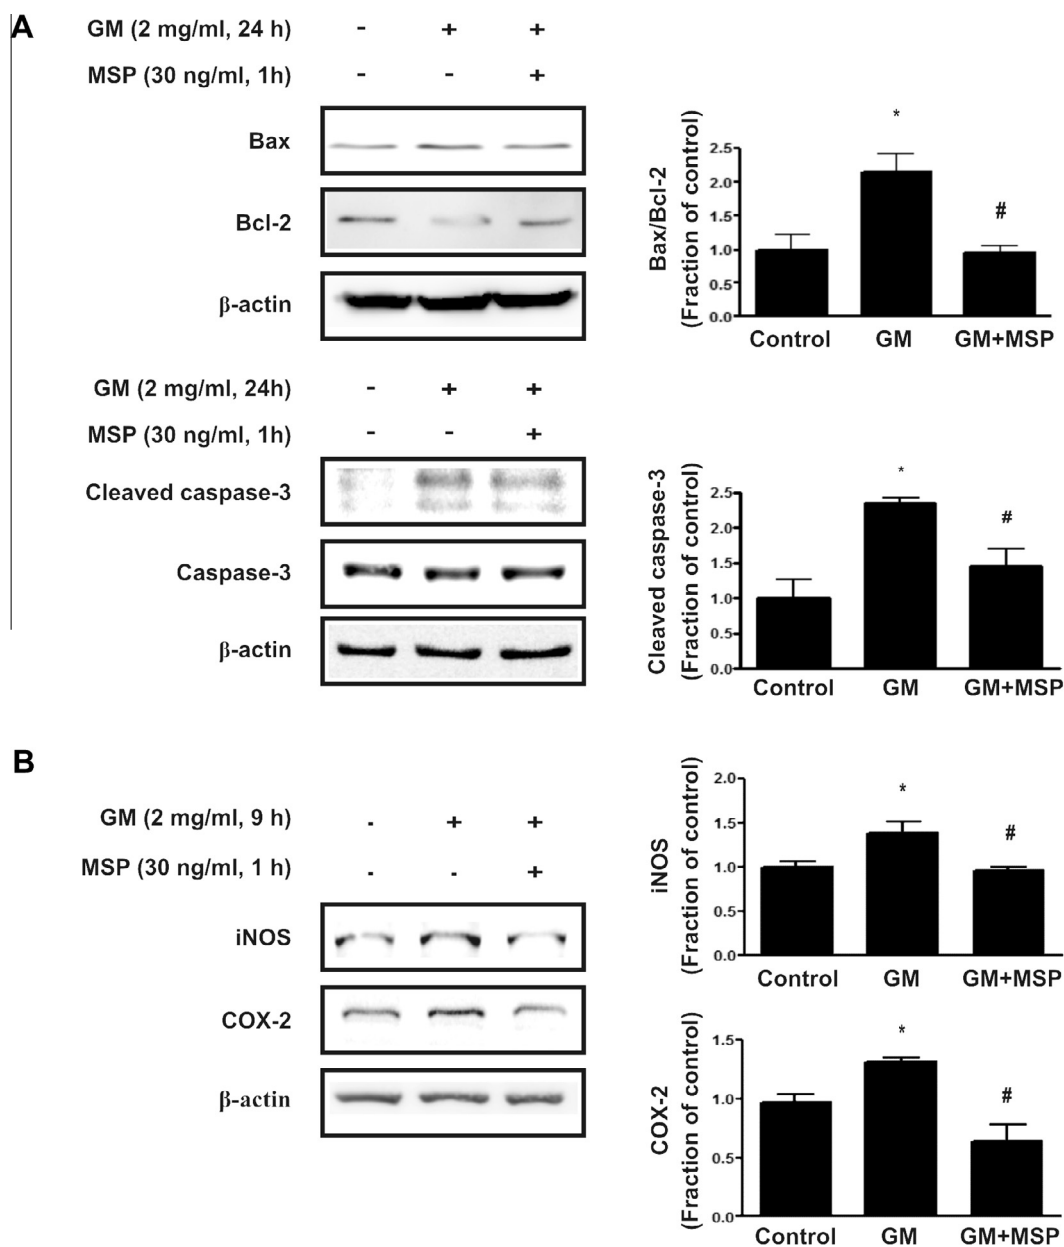 A
GM (2 mg/ml, 24 h) - + +
MSP (30 ng/ml, 1h) - - +
Bax
Bcl-2
β-actin
Bax/Bcl-2
(Fraction of control)
2.5
2.0
1.5
1.0
0.5
0.0
*
#
Control GM GM+MSP
GM (2 mg/ml, 24h) - + +
MSP (30 ng/ml, 1h) - - +
Cleaved caspase-3
Caspase-3
β-actin
Cleaved caspase-3
(Fraction of control)
2.5
2.0
1.5
1.0
0.5
0.0
*
#
Control GM GM+MSP
B
GM (2 mg/ml, 9 h) - + +
MSP (30 ng/ml, 1 h) - - +
iNOS
COX-2
β-actin
iNOS
(Fraction of control)
2.0
1.5
1.0
0.5
0.0
*
#
Control GM GM+MSP
COX-2
(Fraction of control)
1.5
1.0
0.5
0.0
*
#
Control GM GM+MSP